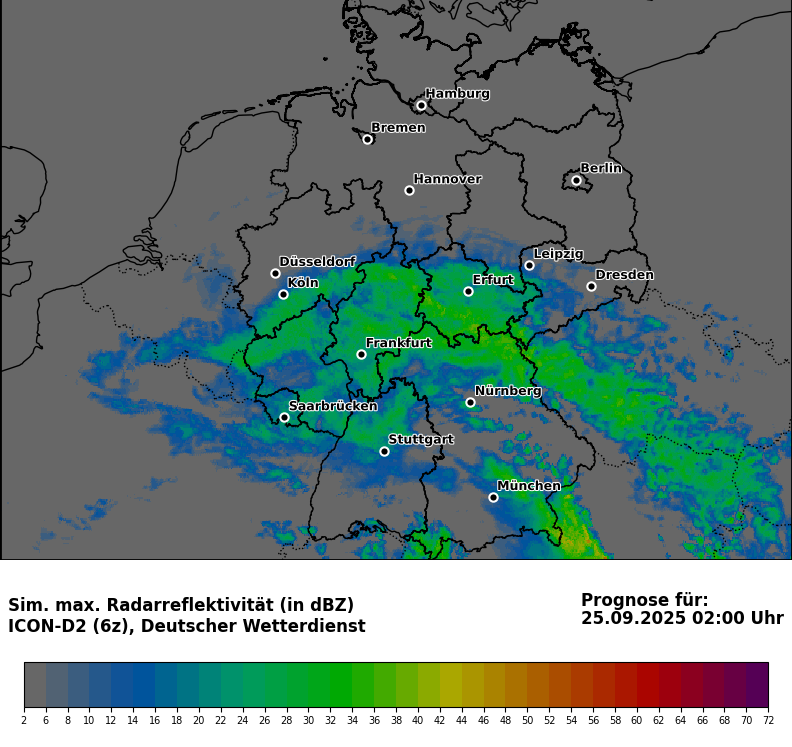 Hamburg
Bremen
Berlin
Hannover
Leipzig
Düsseldorf
Dresden
Köln
Erfurt
Frankfurt
Nürnberg
Saarbrücken
Stuttgart
München
Sim. max. Radarreflektivität (in dBZ)
ICON-D2 (6z), Deutscher Wetterdienst
Prognose für:
25.09.2025 02:00 Uhr
2 6 8 10 12 14 16 18 20 22 24 26 28 30 32 34 36 38 40 42 44 46 48 50 52 54 56 58 60 62 64 66 68 70 72